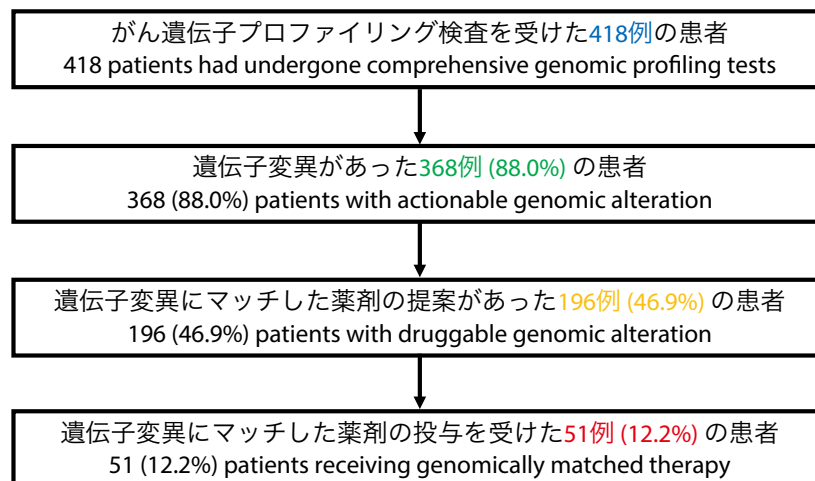 がん遺伝子プロファイリング検査を受けた418例の患者
418 patients had undergone comprehensive genomic profiling tests
遺伝子変異があった368例 (88.0%) の患者
368 (88.0%) patients with actionable genomic alteration
遺伝子変異にマッチした薬剤の提案があった196例 (46.9%) の患者
196 (46.9%) patients with druggable genomic alteration
遺伝子変異にマッチした薬剤の投与を受けた51例 (12.2%) の患者
51 (12.2%) patients receiving genomically matched therapy